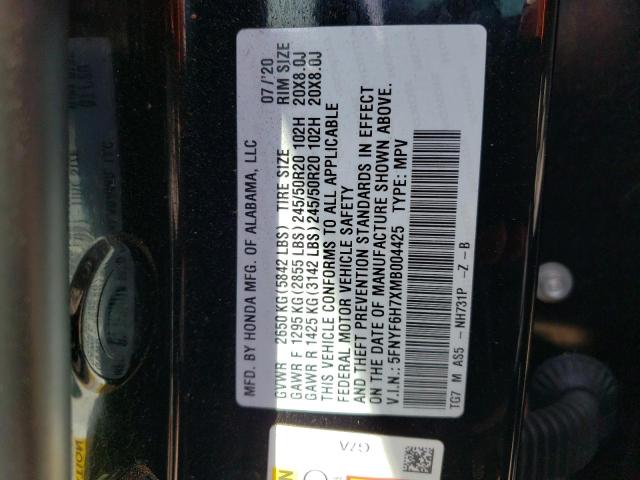 MFD. BY HONDA MFG. OF ALABAMA, LLC 07/'20
GVWR 2650 KG(5842 LBS) TIRE SIZE RIM SIZE
GAWR F 1295 KG(2855 LBS)245/50R20 102H 20X8.0J
GAWR R 1425 KG(3142 LBS)245/50R20 102H 20X8.0J
THIS VEHICLE CONFORMS TO ALL APPLICABLE
FEDERAL MOTOR VEHICLE SAFETY
AND THEFT PREVENTION STANDARDS IN EFFECT
ON THE DATE OF MANUFACTURE SHOWN ABOVE.
V.I.N.: 5FNYF6H7XMB004425 TYPE: MPV
TG7 M AS5 -NH731P -Z -B
G7A